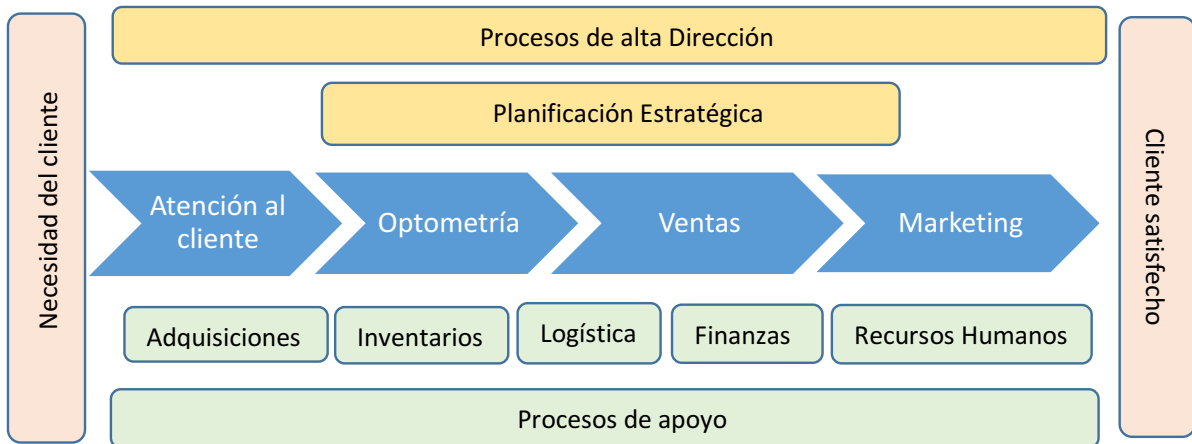 Necesidad del cliente
Procesos de alta Dirección
Planificación Estratégica
Atención al
cliente
Optometría
Ventas
Marketing
Adquisiciones
Inventarios
Logística
Finanzas
Recursos Humanos
Procesos de apoyo
Cliente satisfecho